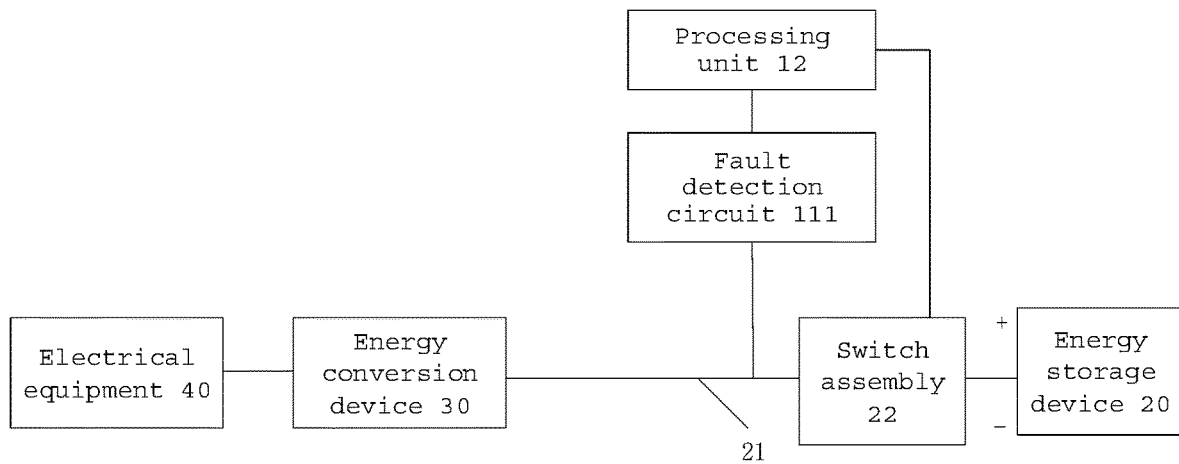 Processing
unit 12
Fault
detection
circuit 111
Electrical
equipment 40
Energy
conversion
device 30
21
Switch
assembly
22
+
−
Energy
storage
device 20